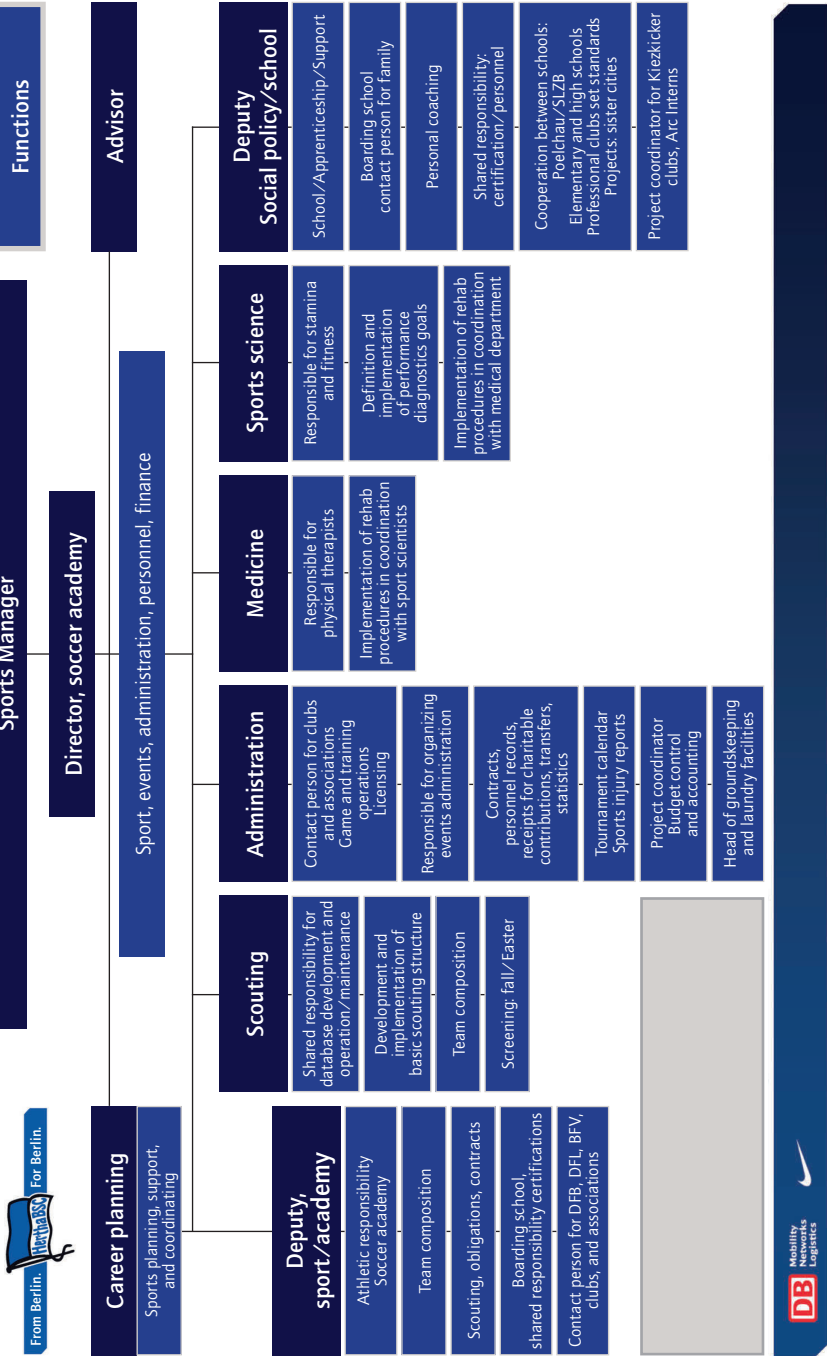 From Berlin.
HerthaBSC
For Berlin.
Sports Manager
Functions
Director, soccer academy
Career planning
Sports planning, support,
and coordinating
Sport, events, administration, personnel, finance
Advisor
Deputy,
sport/academy
Athletic responsibility
Soccer academy
Team composition
Scouting, obligations, contracts
Boarding school,
shared responsibility certifications
Contact person for DFB, DFL, BFV,
clubs, and associations
Scouting
Shared responsibility for
database development and
operation/maintenance
Development and
implementation of
basic scouting structure
Team composition
Screening: fall/Easter
Administration
Contact person for clubs
and associations
Game and training
operations
Licensing
Responsible for organizing
events administration
Contracts,
personnel records,
receipts for charitable
contributions, transfers,
statistics
Tournament calendar
Sports injury reports
Project coordinator
Budget control
and accounting
Head of groundskeeping
and laundry facilities
Medicine
Responsible for
physical therapists
Implementation of rehab
procedures in coordination
with sport scientists
Sports science
Responsible for stamina
and fitness
Definition and
implementation
of performance
diagnostics goals
Implementation of rehab
procedures in coordination
with medical department
Deputy
Social policy/school
School/Apprenticeship/Support
Boarding school
contact person for family
Personal coaching
Shared responsibility:
certification/personnel
Cooperation between schools:
Poelchau/SLZB
Elementary and high schools
Professional clubs set standards
Projects: sister cities
Project coordinator for Kiezkicker
clubs, Arc Interns
DB
Mobility
Networks
Logistics